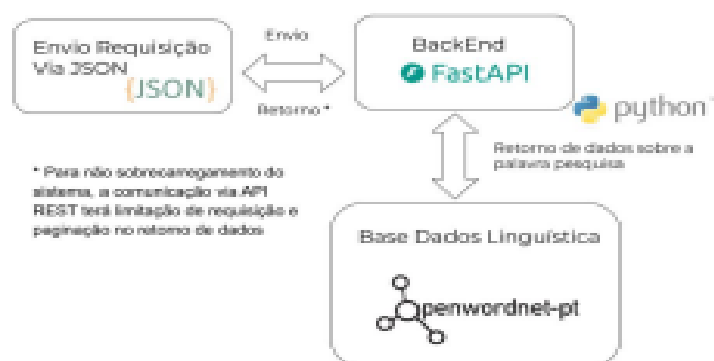 Envio Requisição
Via JSON
{JSON}
Envio
Retorno *
BackEnd
FastAPI
python
Retorno de dados sobre a
palavra pesquisa
* Para não sobrecarregamento do
sistema, a comunicação via API
REST terá limitação de requisição e
paginação no retorno de dados
Base Dados Linguística
openwordnet-pt